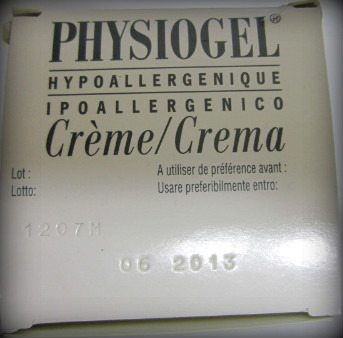 PHYSIOGEL®
HYPOALLERGENIQUE
IPOALLERGENICO
Crème/Crema
Lot : A utiliser de préférence avant :
Lotto: Usare preferibilmente entro:
1207M
06 2013